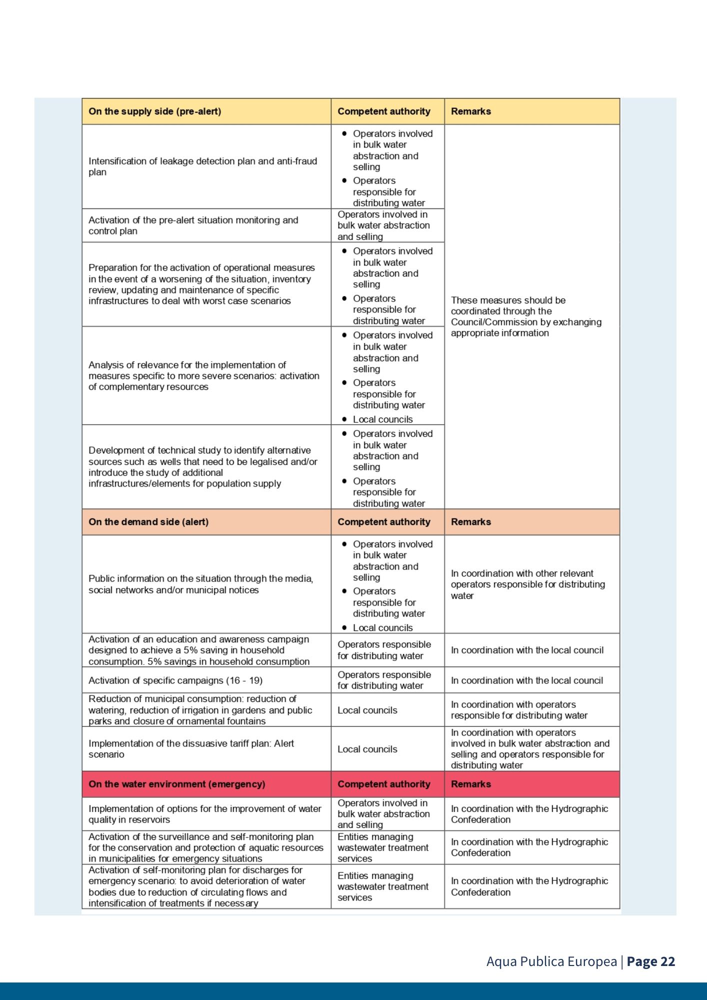 On the supply side (pre-alert)
Competent authority
Remarks
Intensification of leakage detection plan and anti-fraud
plan
● Operators involved
in bulk water
abstraction and
selling
● Operators
responsible for
distributing water
These measures should be
coordinated through the
Council/Commission by exchanging
appropriate information
Activation of the pre-alert situation monitoring and
control plan
Operators involved in
bulk water abstraction
and selling
Preparation for the activation of operational measures
in the event of a worsening of the situation, inventory
review, updating and maintenance of specific
infrastructures to deal with worst case scenarios
● Operators involved
in bulk water
abstraction and
selling
● Operators
responsible for
distributing water
Analysis of relevance for the implementation of
measures specific to more severe scenarios: activation
of complementary resources
● Operators involved
in bulk water
abstraction and
selling
● Operators
responsible for
distributing water
● Local councils
Development of technical study to identify alternative
sources such as wells that need to be legalised and/or
introduce the study of additional
infrastructures/elements for population supply
● Operators involved
in bulk water
abstraction and
selling
● Operators
responsible for
distributing water
On the demand side (alert)
Competent authority
Remarks
Public information on the situation through the media,
social networks and/or municipal notices
● Operators involved
in bulk water
abstraction and
selling
● Operators
responsible for
distributing water
● Local councils
In coordination with other relevant
operators responsible for distributing
water
Activation of an education and awareness campaign
designed to achieve a 5% saving in household
consumption. 5% savings in household consumption
Operators responsible
for distributing water
In coordination with the local council
Activation of specific campaigns (16 - 19)
Operators responsible
for distributing water
In coordination with the local council
Reduction of municipal consumption: reduction of
watering, reduction of irrigation in gardens and public
parks and closure of ornamental fountains
Local councils
In coordination with operators
responsible for distributing water
Implementation of the dissuasive tariff plan: Alert
scenario
Local councils
In coordination with operators
involved in bulk water abstraction and
selling and operators responsible for
distributing water
On the water environment (emergency)
Competent authority
Remarks
Implementation of options for the improvement of water
quality in reservoirs
Operators involved in
bulk water abstraction
and selling
In coordination with the Hydrographic
Confederation
Activation of the surveillance and self-monitoring plan
for the conservation and protection of aquatic resources
in municipalities for emergency situations
Entities managing
wastewater treatment
services
In coordination with the Hydrographic
Confederation
Activation of self-monitoring plan for discharges for
emergency scenario: to avoid deterioration of water
bodies due to reduction of circulating flows and
intensification of treatments if necessary
Entities managing
wastewater treatment
services
In coordination with the Hydrographic
Confederation
Aqua Publica Europea | Page 22